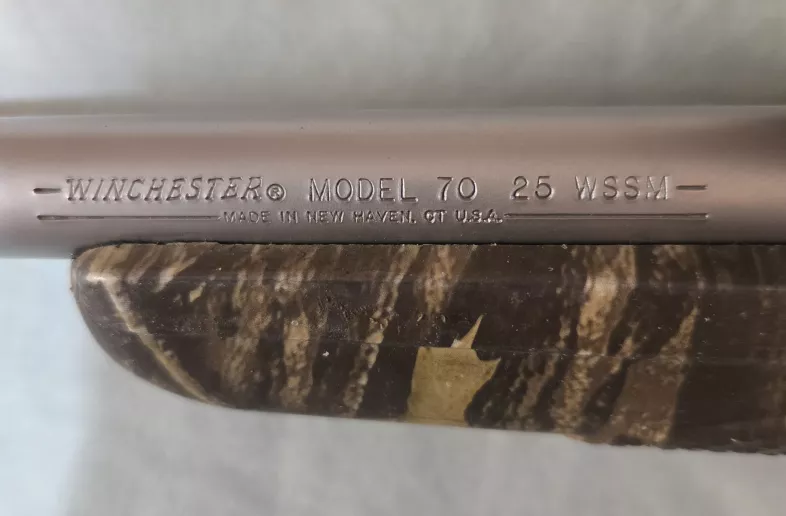 WINCHESTER® MODEL 70 25 WSSM
MADE IN NEW HAVEN, CT U.S.A.